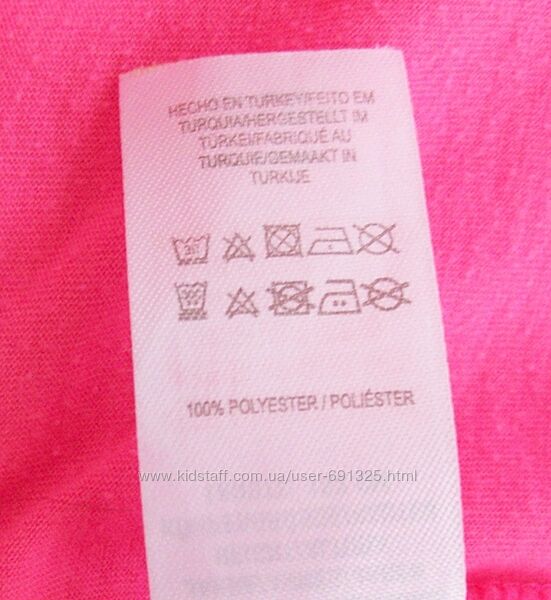 HECHO EN TURKEY/FEITO EM
TURQUIA/HERGESTELLT IM
TURKEI/FABRIQUÉ AU
TURQUIE/GEMAAKT IN
TURKIJE
30
100% POLYESTER / POLIÉSTER
www.kidstaff.com.ua/user-691325.html